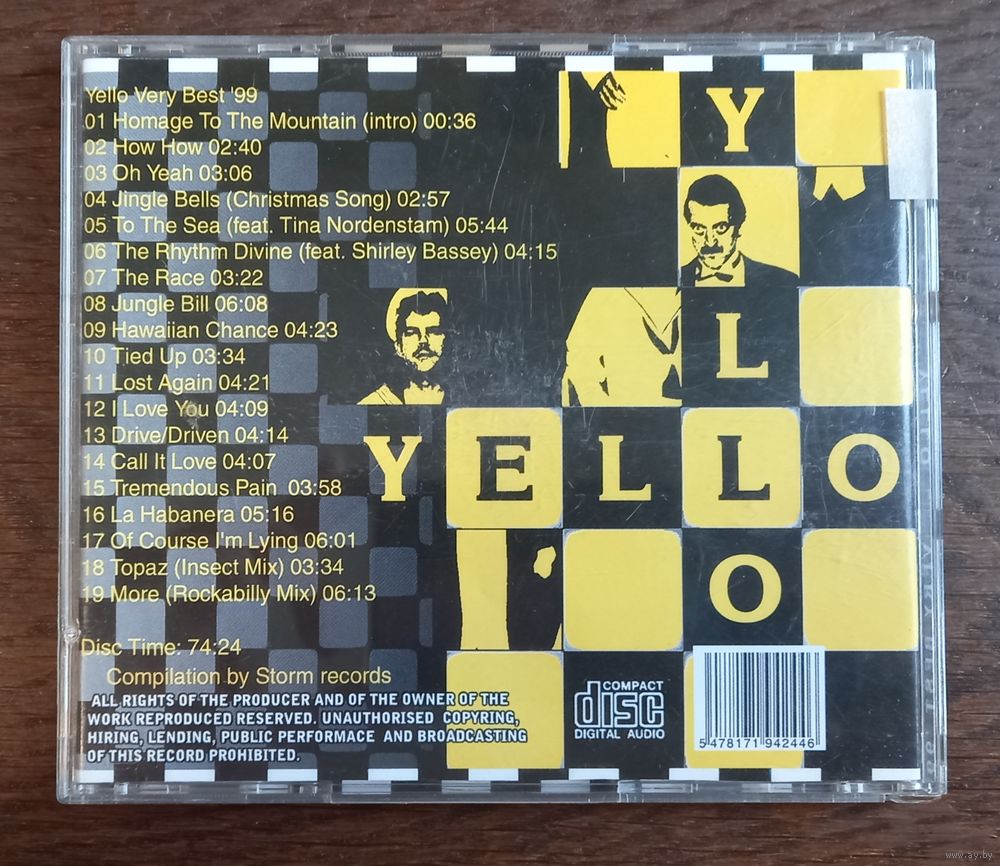 Yello Very Best '99
01 Homage To The Mountain (intro) 00:36
02 How How 02:40
03 Oh Yeah 03:06
04 Jingle Bells (Christmas Song) 02:57
05 To The Sea (feat. Tina Nordenstam) 05:44
06 The Rhythm Divine (feat. Shirley Bassey) 04:15
07 The Race 03:22
08 Jungle Bill 06:08
09 Hawaiian Chance 04:23
10 Tied Up 03:34
11 Lost Again 04:21
12 I Love You 04:09
13 Drive/Driven 04:14
14 Call It Love 04:07
15 Tremendous Pain 03:58
16 La Habanera 05:16
17 Of Course I'm Lying 06:01
18 Topaz (Insect Mix) 03:34
19 More (Rockabilly Mix) 06:13
Disc Time: 74:24
Compilation by Storm records
ALL RIGHTS OF THE PRODUCER AND OF THE OWNER OF THE
WORK REPRODUCED RESERVED. UNAUTHORISED COPYRING,
HIRING, LENDING, PUBLIC PERFORMACE AND BROADCASTING
OF THIS RECORD PROHIBITED.
Y
L
YELLO
O
COMPACT
disc
DIGITAL AUDIO
5 478171 942446
www.ay.by